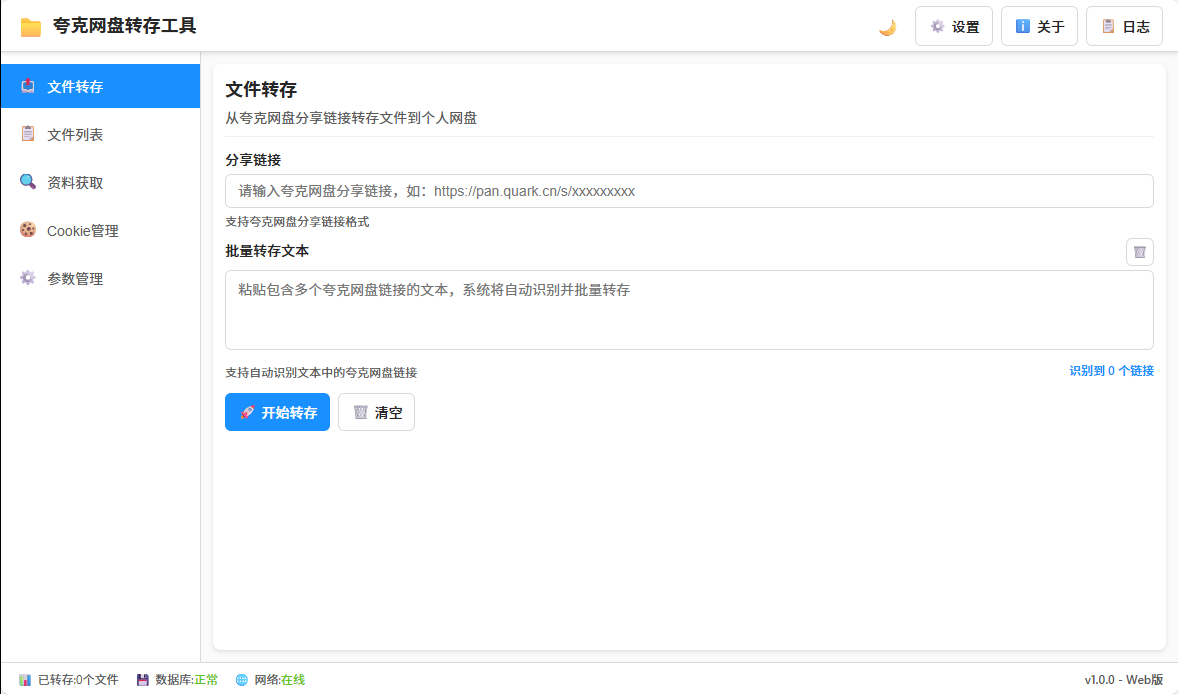 夸克网盘转存工具
设置
关于
日志
文件转存
文件列表
资料获取
Cookie管理
参数管理
文件转存
从夸克网盘分享链接转存文件到个人网盘
分享链接
请输入夸克网盘分享链接，如：https://pan.quark.cn/s/xxxxxxxxx
支持夸克网盘分享链接格式
批量转存文本
粘贴包含多个夸克网盘链接的文本，系统将自动识别并批量转存
支持自动识别文本中的夸克网盘链接
识别到 0 个链接
开始转存
清空
已转存:0个文件
数据库:正常
网络:在线
v1.0.0 - Web版